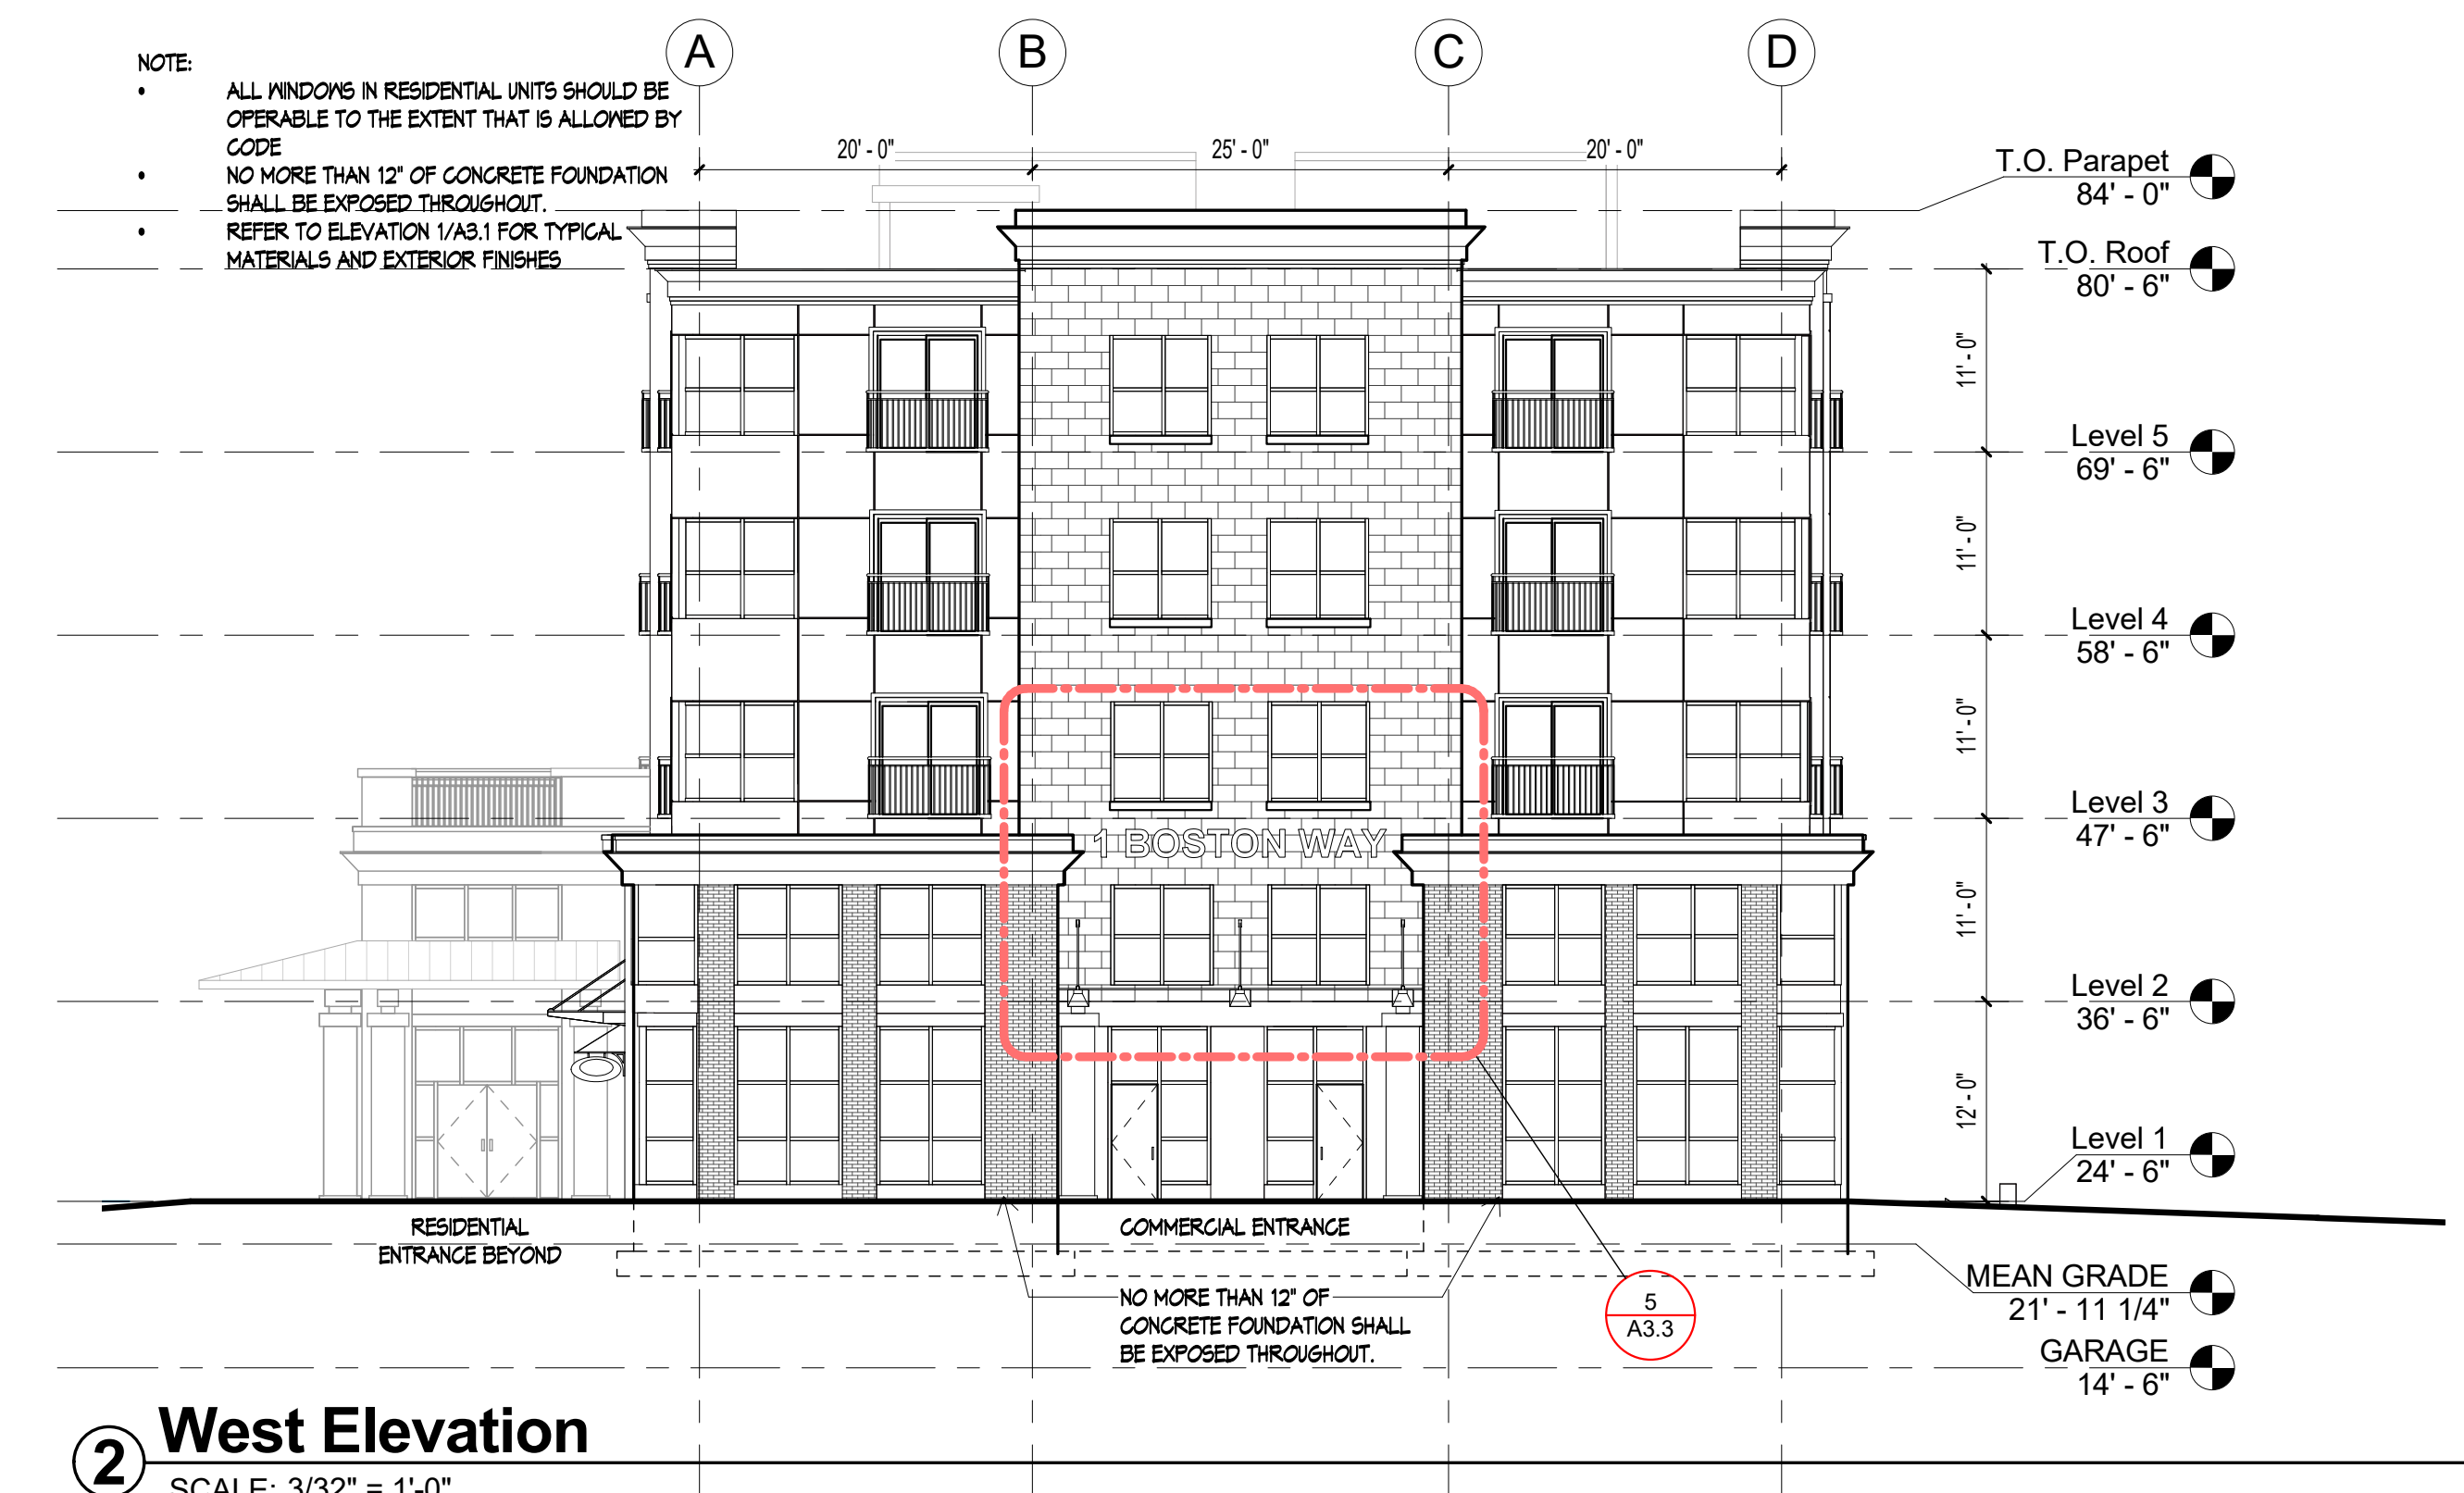 A
B
C
D
NOTE:
• ALL WINDOWS IN RESIDENTIAL UNITS SHOULD BE
OPERABLE TO THE EXTENT THAT IS ALLOWED BY
CODE
• NO MORE THAN 12" OF CONCRETE FOUNDATION
SHALL BE EXPOSED THROUGHOUT.
• REFER TO ELEVATION 1/A3.1 FOR TYPICAL
MATERIALS AND EXTERIOR FINISHES
20' - 0"
25' - 0"
20' - 0"
T.O. Parapet
84' - 0"
T.O. Roof
80' - 6"
11' - 0"
Level 5
69' - 6"
11' - 0"
Level 4
58' - 6"
11' - 0"
Level 3
47' - 6"
1 BOSTON WAY
11' - 0"
Level 2
36' - 6"
12' - 0"
Level 1
24' - 6"
RESIDENTIAL
ENTRANCE BEYOND
COMMERCIAL ENTRANCE
NO MORE THAN 12" OF
CONCRETE FOUNDATION SHALL
BE EXPOSED THROUGHOUT.
5
A3.3
MEAN GRADE
21' - 11 1/4"
GARAGE
14' - 6"
2
West Elevation
SCALE: 3/32" = 1'-0"